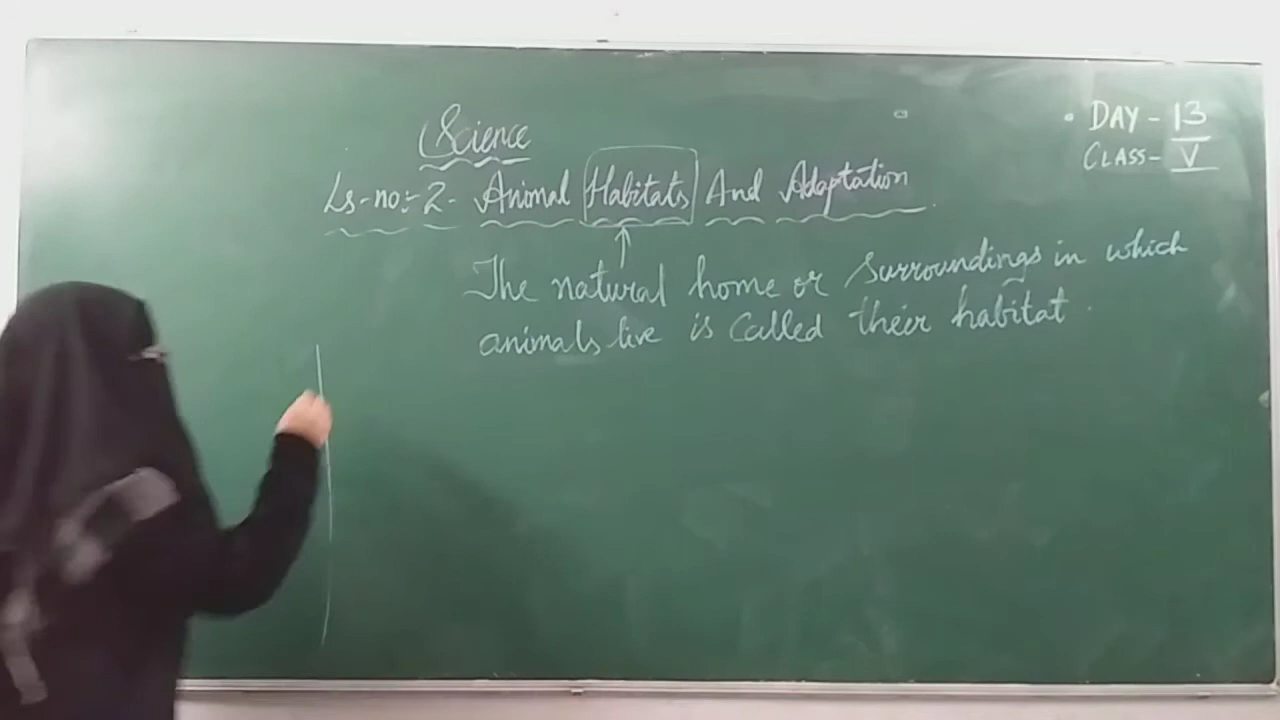 Science
Ls-no:-2- Animal Habitats And Adaptation
The natural home or surroundings in which
animals live is called their habitat.
DAY - 13
CLASS - V